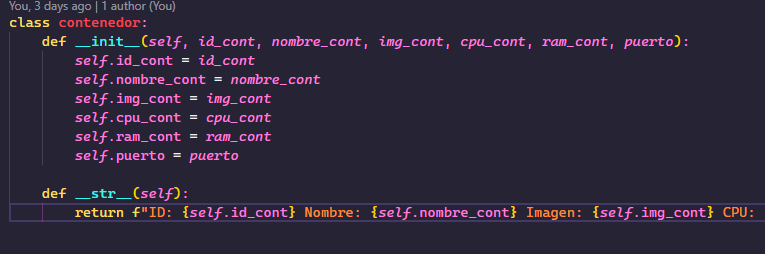 You, 3 days ago | 1 author (You)
class contenedor:
    def __init__(self, id_cont, nombre_cont, img_cont, cpu_cont, ram_cont, puerto):
        self.id_cont = id_cont
        self.nombre_cont = nombre_cont
        self.img_cont = img_cont
        self.cpu_cont = cpu_cont
        self.ram_cont = ram_cont
        self.puerto = puerto
    def __str__(self):
        return f"ID: {self.id_cont} Nombre: {self.nombre_cont} Imagen: {self.img_cont} CPU: